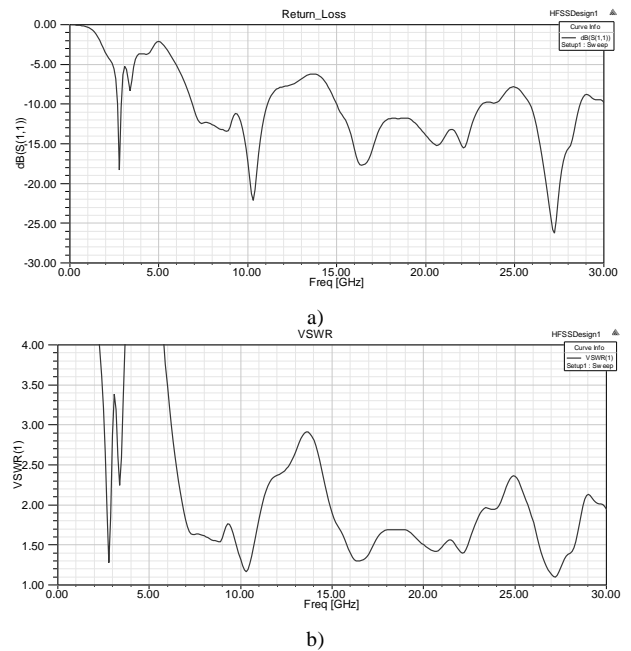 Return_Loss
HFSSDesign1
Curve Info
dB(S(1,1))
Setup1 : Sweep
0.00
-5.00
-10.00
-15.00
-20.00
-25.00
-30.00
dB(S(1,1))
0.00 5.00 10.00 15.00 20.00 25.00 30.00
Freq [GHz]
a)
VSWR
HFSSDesign1
Curve Info
VSWR(1)
Setup1 : Sweep
4.00
3.50
3.00
2.50
2.00
1.50
1.00
VSWR(1)
0.00 5.00 10.00 15.00 20.00 25.00 30.00
Freq [GHz]
b)